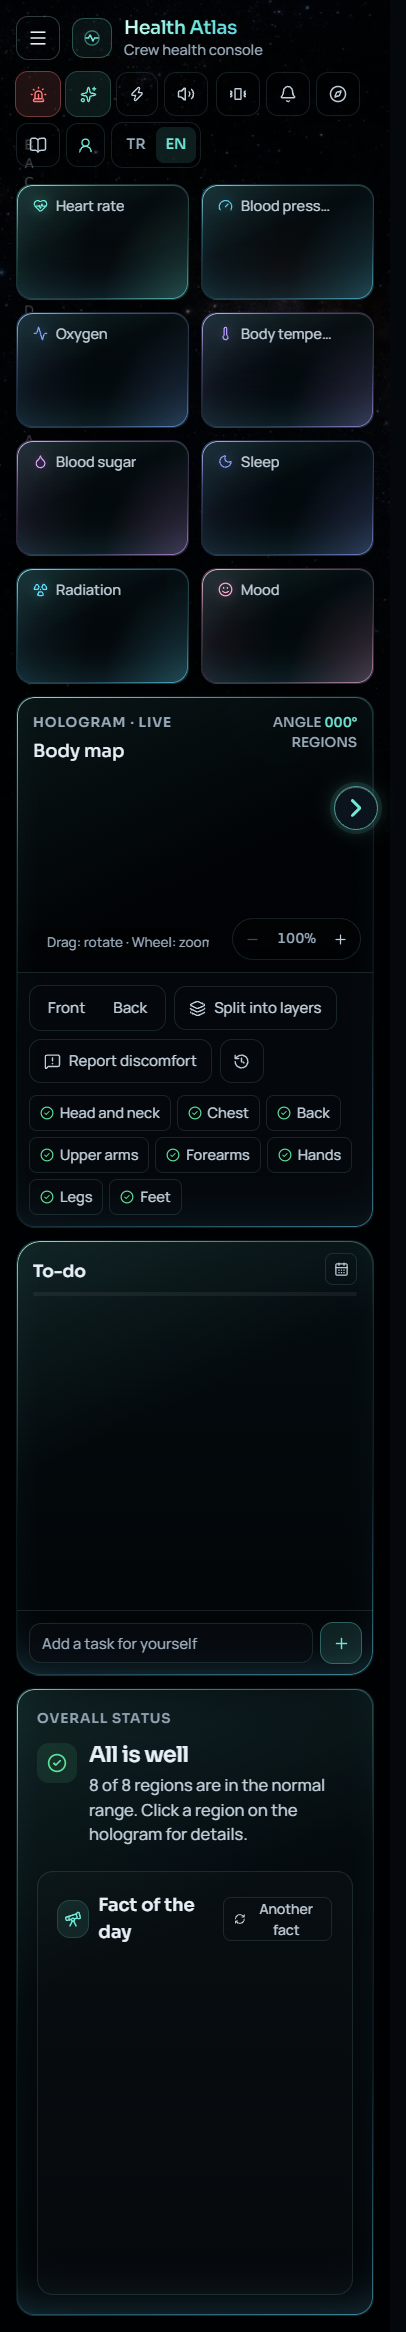 Health Atlas
Crew health console
TR EN
A
Heart rate
Blood press...
Oxygen
Body tempe...
Blood sugar
Sleep
Radiation
Mood
HOLOGRAM · LIVE
ANGLE 000°
REGIONS
Body map
Drag: rotate · Wheel: zoom
100%
Front Back
Split into layers
Report discomfort
Head and neck
Chest
Back
Upper arms
Forearms
Hands
Legs
Feet
To-do
Add a task for yourself
OVERALL STATUS
All is well
8 of 8 regions are in the normal
range. Click a region on the
hologram for details.
Fact of the
day
Another
fact